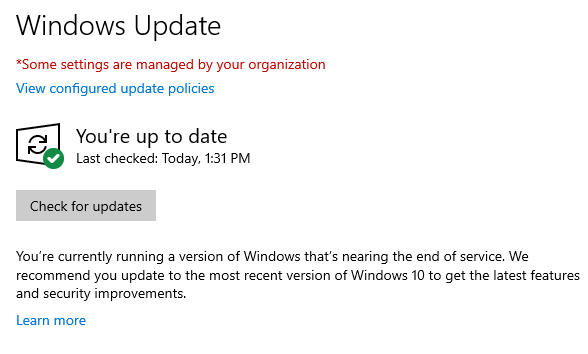 Windows Update
*Some settings are managed by your organization
View configured update policies
You're up to date
Last checked: Today, 1:31 PM
Check for updates
You’re currently running a version of Windows that’s nearing the end of service. We
recommend you update to the most recent version of Windows 10 to get the latest features
and security improvements.
Learn more